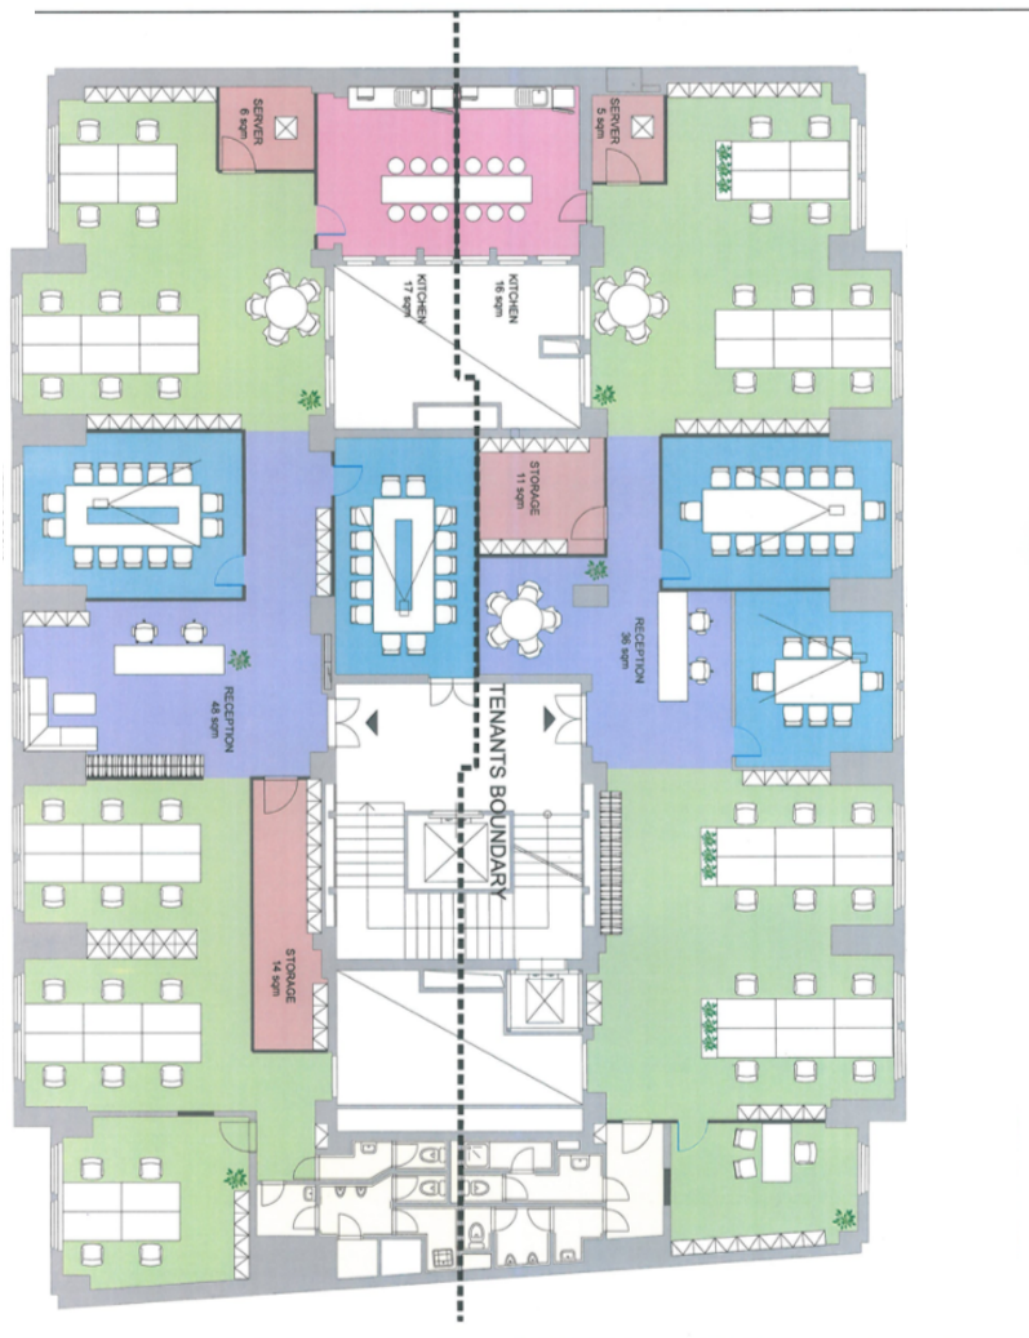 SERVER
6 sqm
SERVER
5 sqm
KITCHEN
17 sqm
KITCHEN
16 sqm
STORAGE
11 sqm
RECEPTION
36 sqm
RECEPTION
48 sqm
TENANTS BOUNDARY
STORAGE
14 sqm